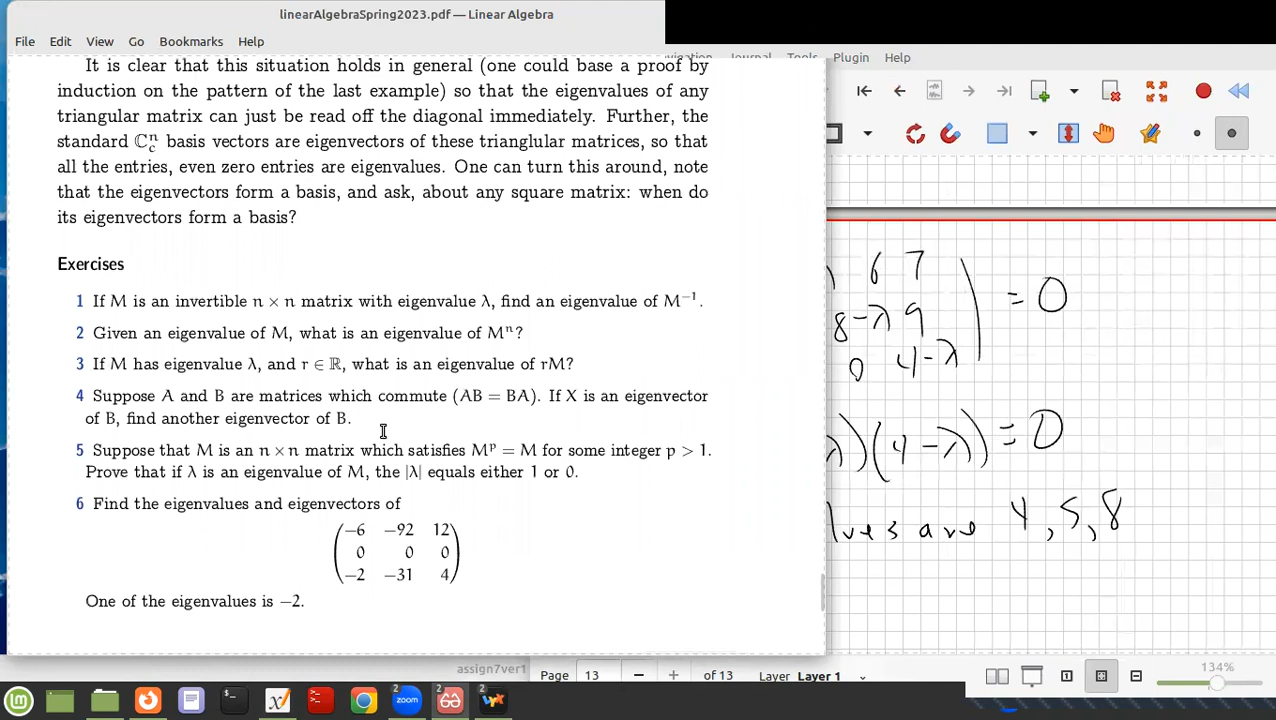 linearAlgebraSpring2023.pdf — Linear Algebra
File Edit View Go Bookmarks Help
Journal Tools Plugin Help
It is clear that this situation holds in general (one could base a proof by
induction on the pattern of the last example) so that the eigenvalues of any
triangular matrix can just be read off the diagonal immediately. Further, the
standard ℂⁿc basis vectors are eigenvectors of these trianglular matrices, so that
all the entries, even zero entries are eigenvalues. One can turn this around, note
that the eigenvectors form a basis, and ask, about any square matrix: when do
its eigenvectors form a basis?
Exercises
1 If M is an invertible n × n matrix with eigenvalue λ, find an eigenvalue of M⁻¹.
2 Given an eigenvalue of M, what is an eigenvalue of Mⁿ?
3 If M has eigenvalue λ, and r ∈ ℝ, what is an eigenvalue of rM?
4 Suppose A and B are matrices which commute (AB = BA). If X is an eigenvector
of B, find another eigenvector of B.
5 Suppose that M is an n × n matrix which satisfies Mᵖ = M for some integer p > 1.
Prove that if λ is an eigenvalue of M, the |λ| equals either 1 or 0.
6 Find the eigenvalues and eigenvectors of
−6 −92 12
0 0 0
−2 −31 4
One of the eigenvalues is −2.
6 7
8−λ 9 = 0
0 4−λ
λ)(4−λ) = 0
lves are 4, 5, 8
assign7ver1
Page 13 of 13 Layer Layer 1
134%
2 zoom 2 2